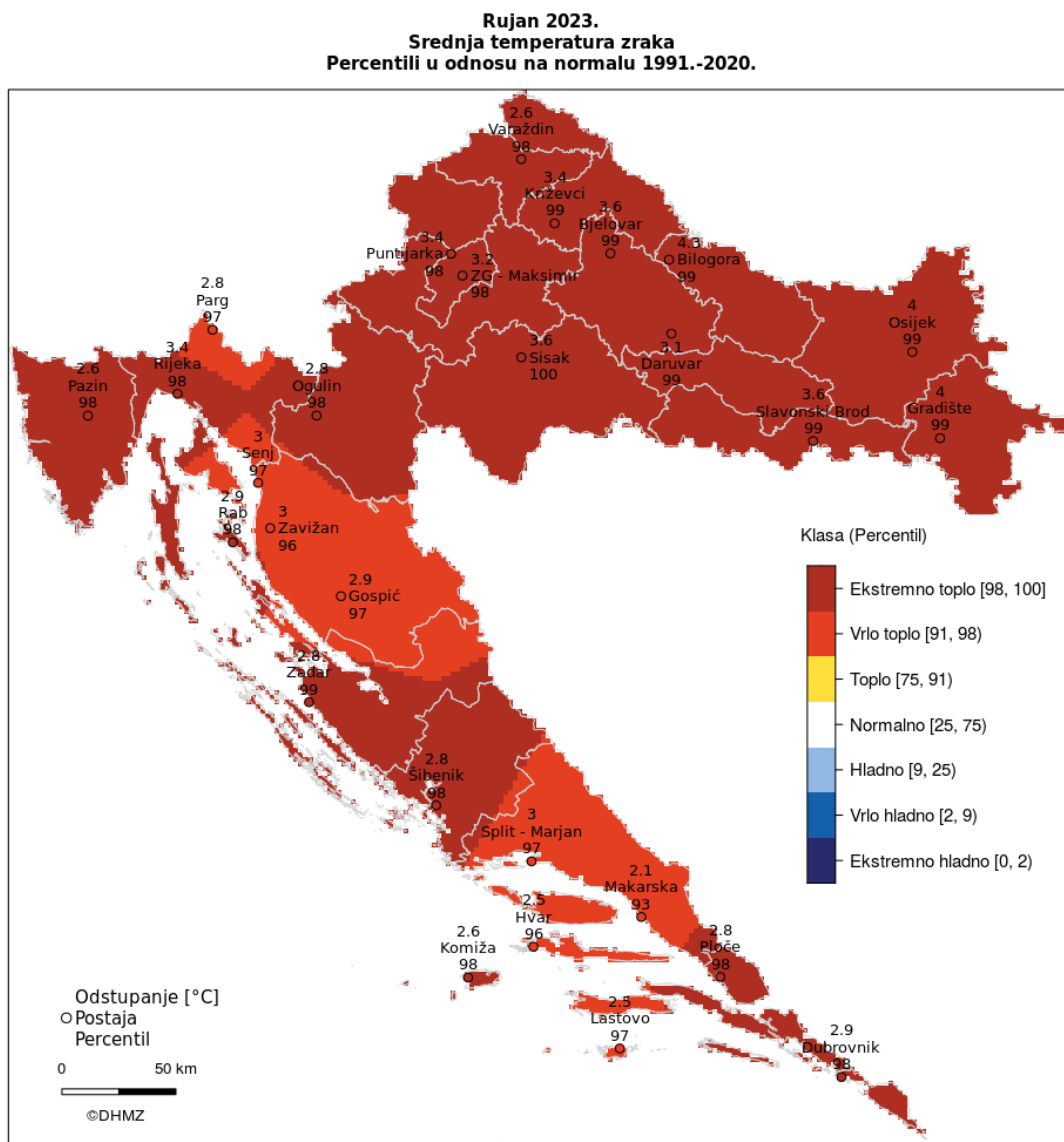 Rujan 2023.
Srednja temperatura zraka
Percentili u odnosu na normalu 1991.-2020.
2.6
Varaždin
98
3.4
Križevci
99
3.6
Bjelovar
99
3.4
Puntijarka
98
3.2
ZG - Maksimir
98
4.3
Bilogora
99
2.8
Parg
97
4
Osijek
99
3.4
Rijeka
98
2.6
Pazin
98
2.8
Ogulin
98
3.6
Sisak
100
3.1
Daruvar
99
3.6
Slavonski Brod
99
4
Gradište
99
3
Senj
97
2.9
Rab
98
3
Zavižan
96
2.9
Gospić
97
2.8
Zadar
99
2.8
Šibenik
98
3
Split - Marjan
97
2.1
Makarska
93
2.5
Hvar
96
2.6
Komiža
98
2.8
Ploče
98
2.5
Lastovo
97
2.9
Dubrovnik
98
Klasa (Percentil)
Ekstremno toplo [98, 100]
Vrlo toplo [91, 98)
Toplo [75, 91)
Normalno [25, 75)
Hladno [9, 25)
Vrlo hladno [2, 9)
Ekstremno hladno [0, 2)
Odstupanje [°C]
Postaja
Percentil
0 50 km
©DHMZ